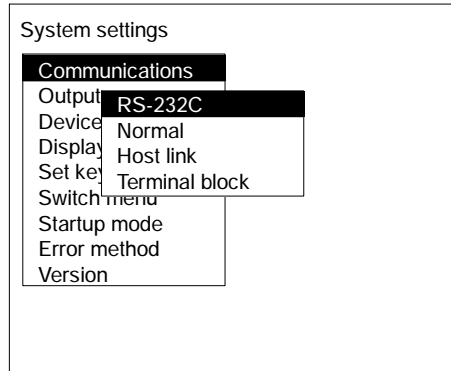 System settings
Communications
Output
RS-232C
Device
Normal
Display
Host link
Set key
Terminal block
Switch menu
Startup mode
Error method
Version